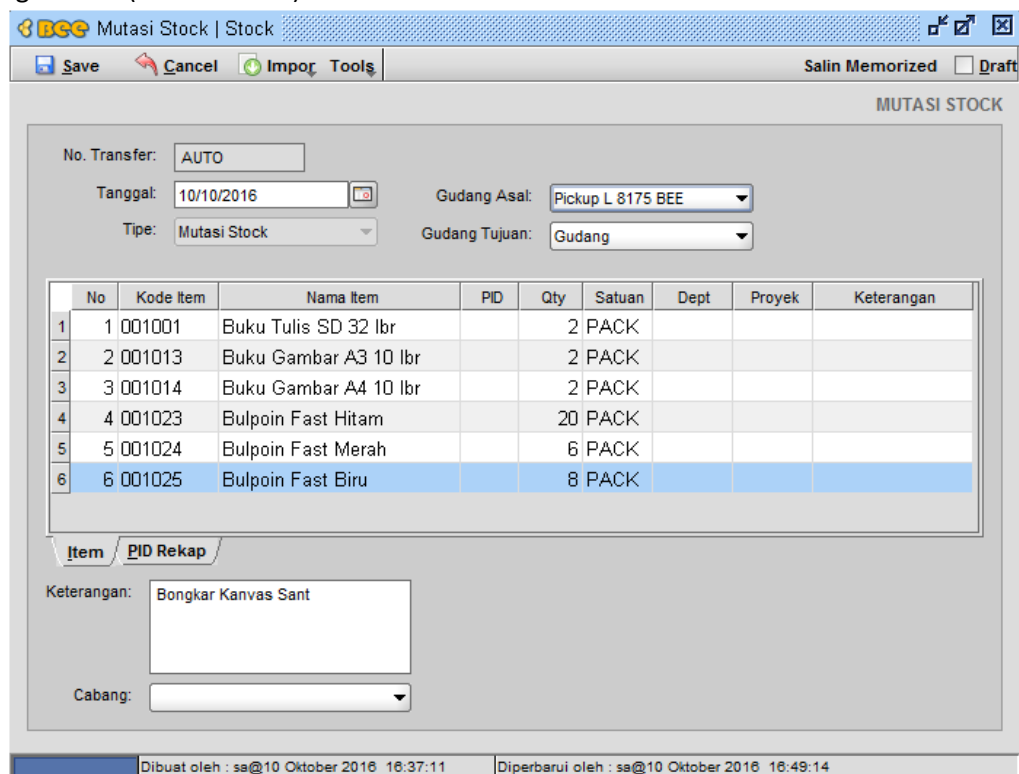 BEE Mutasi Stock | Stock
Save Cancel Impor Tools Salin Memorized Draft
MUTASI STOCK
No. Transfer: AUTO
Tanggal: 10/10/2016 Gudang Asal: Pickup L 8175 BEE
Tipe: Mutasi Stock Gudang Tujuan: Gudang
No Kode Item Nama Item PID Qty Satuan Dept Proyek Keterangan
1 1 001001 Buku Tulis SD 32 lbr 2 PACK
2 2 001013 Buku Gambar A3 10 lbr 2 PACK
3 3 001014 Buku Gambar A4 10 lbr 2 PACK
4 4 001023 Bulpoin Fast Hitam 20 PACK
5 5 001024 Bulpoin Fast Merah 6 PACK
6 6 001025 Bulpoin Fast Biru 8 PACK
Item PID Rekap
Keterangan: Bongkar Kanvas Sant
Cabang:
Dibuat oleh : sa@10 Oktober 2016 16:37:11 Diperbarui oleh : sa@10 Oktober 2016 16:49:14